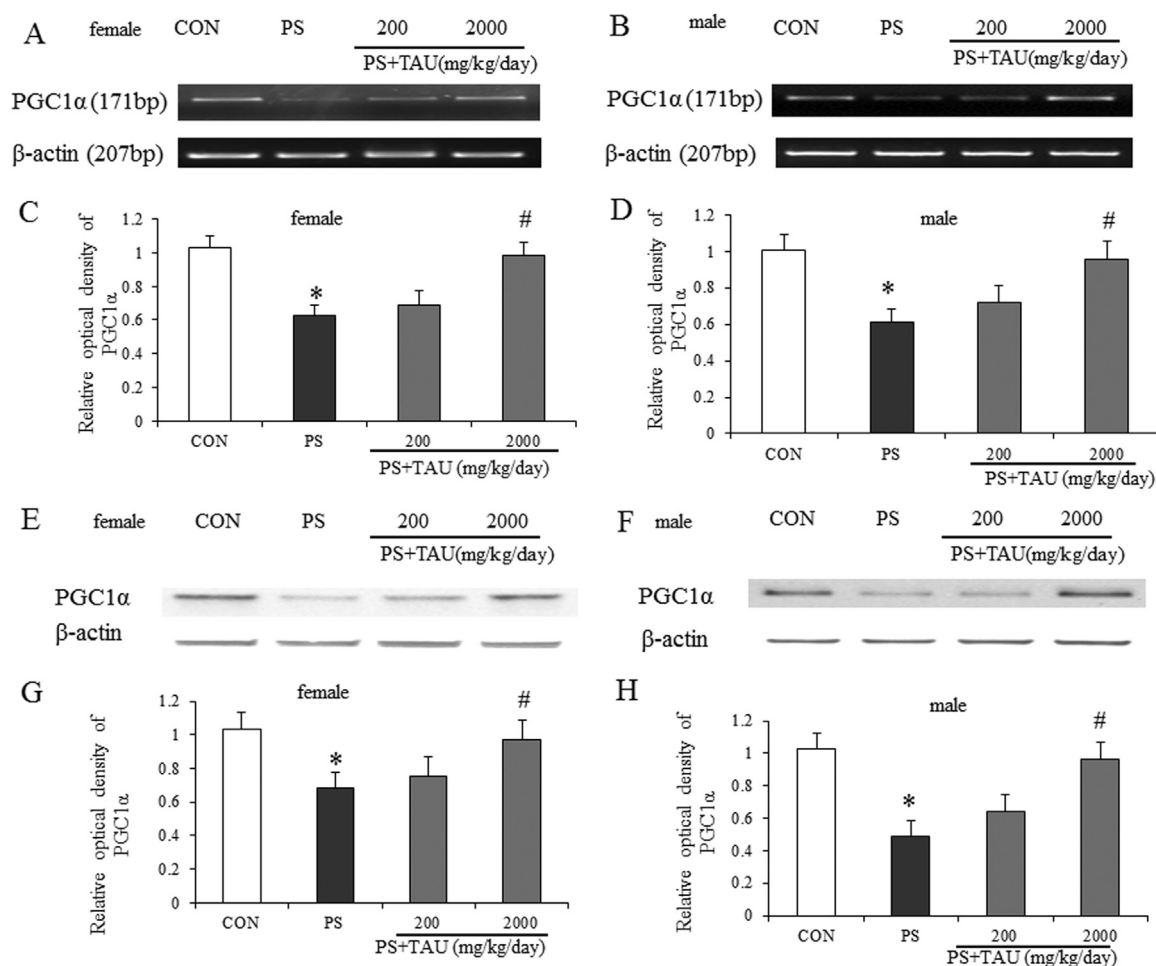 A female CON PS 200 2000
PS+TAU(mg/kg/day)
PGC1α (171bp)
β-actin (207bp)
B male CON PS 200 2000
PS+TAU(mg/kg/day)
PGC1α (171bp)
β-actin (207bp)
C female
Relative optical density of
PGC1α
1.2
1
0.8
0.6
0.4
0.2
0
*
#
CON PS 200 2000
PS+TAU (mg/kg/day)
D male
Relative optical density of
PGC1α
1.2
1
0.8
0.6
0.4
0.2
0
*
#
CON PS 200 2000
PS+TAU (mg/kg/day)
E female CON PS 200 2000
PS+TAU(mg/kg/day)
PGC1α
β-actin
F male CON PS 200 2000
PS+TAU(mg/kg/day)
PGC1α
β-actin
G female
Relative optical density of
PGC1α
1.2
1
0.8
0.6
0.4
0.2
0
*
#
CON PS 200 2000
PS+TAU (mg/kg/day)
H male
Relative optical density of
PGC1α
1.2
1
0.8
0.6
0.4
0.2
0
*
#
CON PS 200 2000
PS+TAU (mg/kg/day)